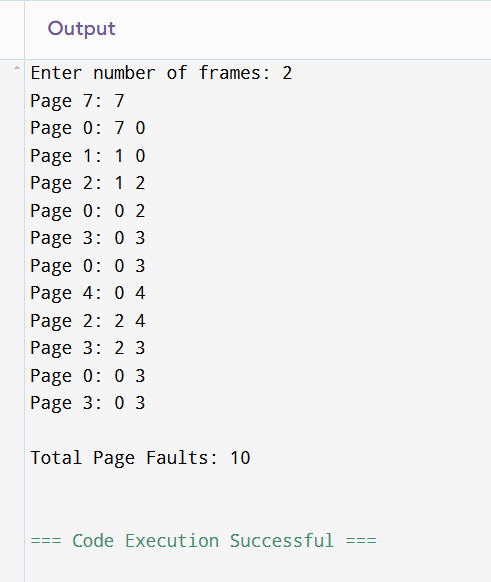 Output
Enter number of frames: 2
Page 7: 7
Page 0: 7 0
Page 1: 1 0
Page 2: 1 2
Page 0: 0 2
Page 3: 0 3
Page 0: 0 3
Page 4: 0 4
Page 2: 2 4
Page 3: 2 3
Page 0: 0 3
Page 3: 0 3
Total Page Faults: 10
=== Code Execution Successful ===